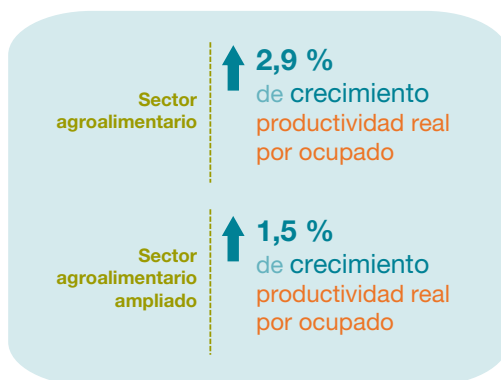 Sector
agroalimentario
2,9 %
de crecimiento
productividad real
por ocupado
Sector
agroalimentario
ampliado
1,5 %
de crecimiento
productividad real
por ocupado